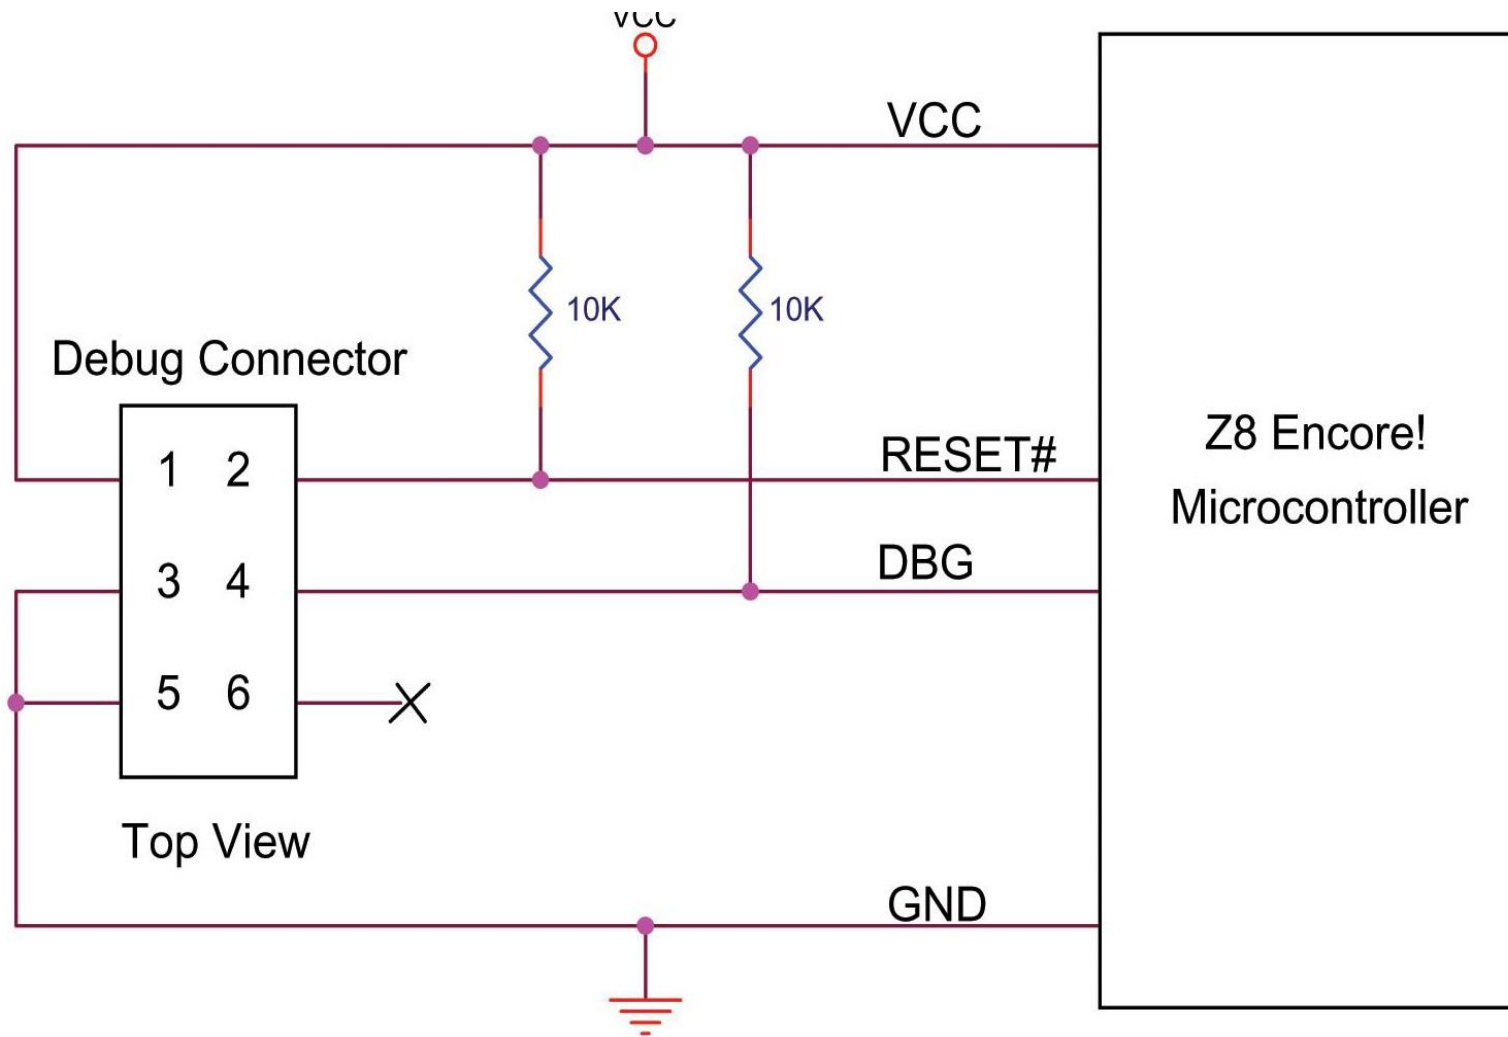 VCC
VCC
10K 10K
Debug Connector
1 2
RESET#
Z8 Encore!
Microcontroller
3 4
DBG
5 6
Top View
GND